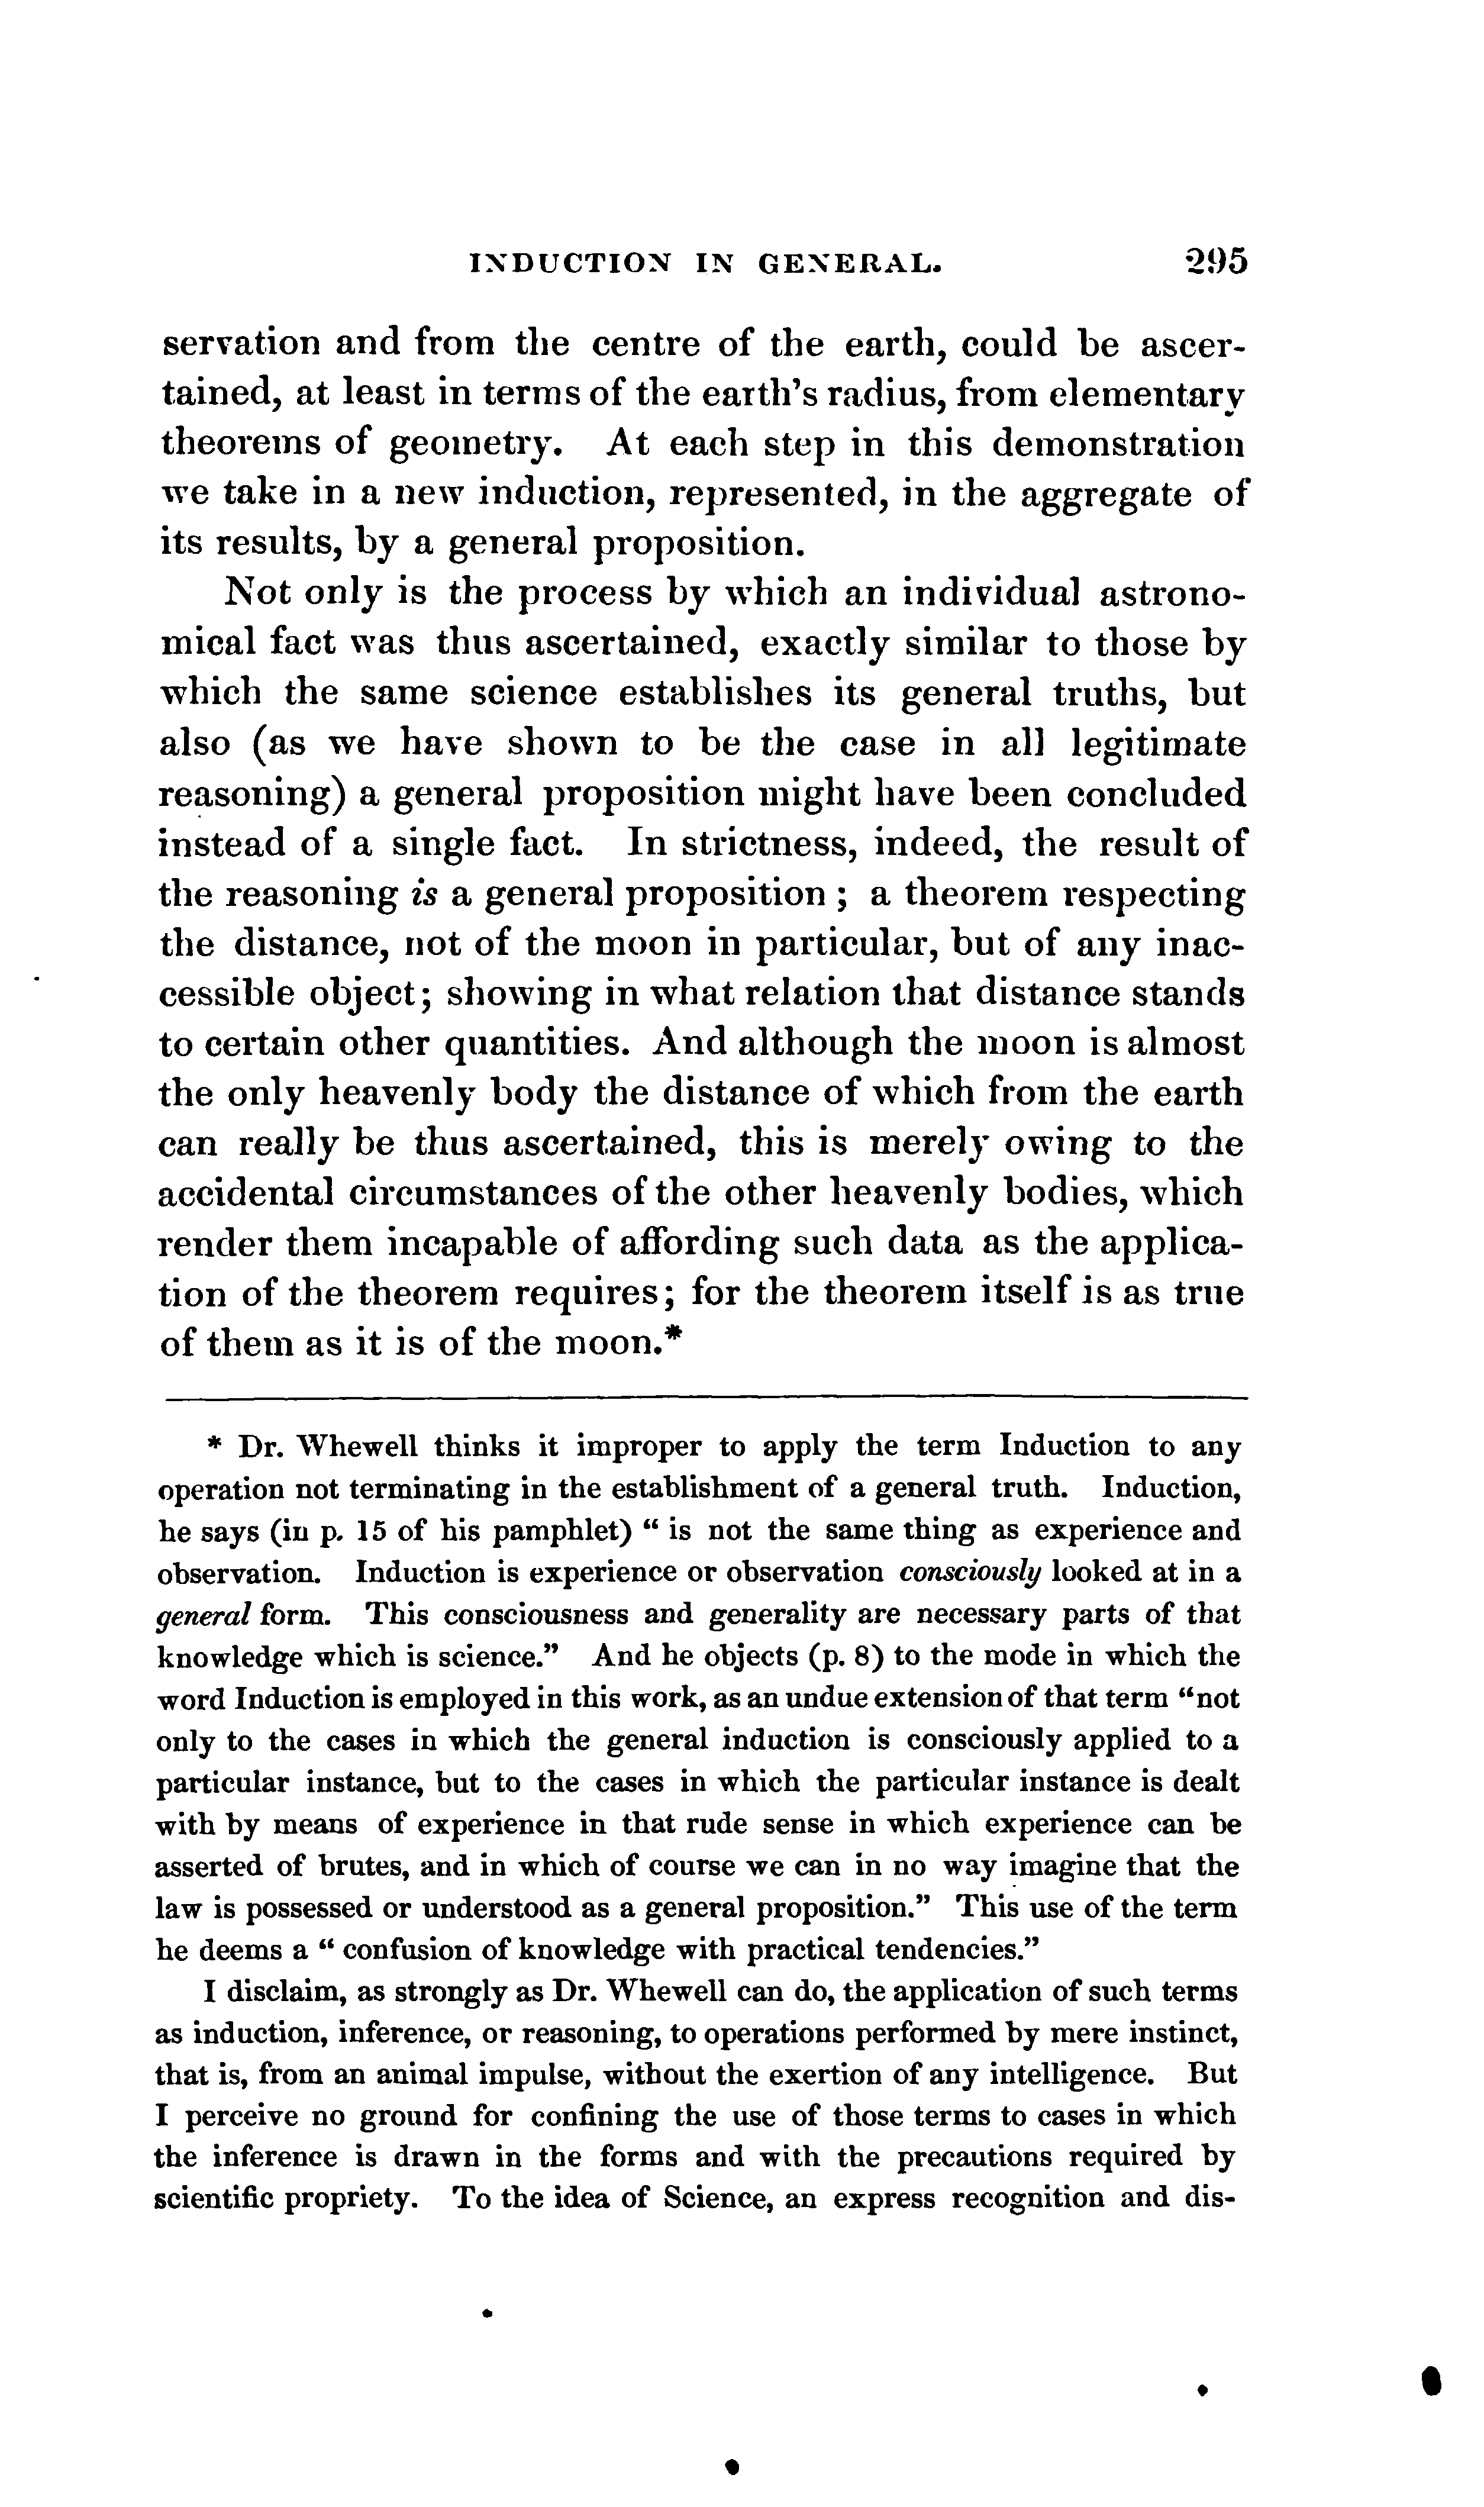 INDUCTION IN GENERAL. 295
servation and from the centre of the earth, could be ascer-
tained, at least in terms of the earth's radius, from elementary
theorems of geometry. At each step in this demonstration
we take in a new induction, represented, in the aggregate of
its results, by a general proposition.
Not only is the process by which an individual astrono-
mical fact was thus ascertained, exactly similar to those by
which the same science establishes its general truths, but
also (as we have shown to be the case in all legitimate
reasoning) a general proposition might have been concluded
instead of a single fact. In strictness, indeed, the result of
the reasoning is a general proposition ; a theorem respecting
the distance, not of the moon in particular, but of any inac-
cessible object; showing in what relation that distance stands
to certain other quantities. And although the moon is almost
the only heavenly body the distance of which from the earth
can really be thus ascertained, this is merely owing to the
accidental circumstances of the other heavenly bodies, which
render them incapable of affording such data as the applica-
tion of the theorem requires; for the theorem itself is as true
of them as it is of the moon.*
* Dr. Whewell thinks it improper to apply the term Induction to any
operation not terminating in the establishment of a general truth. Induction,
he says (in p. 15 of his pamphlet) “ is not the same thing as experience and
observation. Induction is experience or observation consciously looked at in a
general form. This consciousness and generality are necessary parts of that
knowledge which is science.” And he objects (p. 8) to the mode in which the
word Induction is employed in this work, as an undue extension of that term “not
only to the cases in which the general induction is consciously applied to a
particular instance, but to the cases in which the particular instance is dealt
with by means of experience in that rude sense in which experience can be
asserted of brutes, and in which of course we can in no way imagine that the
law is possessed or understood as a general proposition.” This use of the term
he deems a “ confusion of knowledge with practical tendencies.”
I disclaim, as strongly as Dr. Whewell can do, the application of such terms
as induction, inference, or reasoning, to operations performed by mere instinct,
that is, from an animal impulse, without the exertion of any intelligence. But
I perceive no ground for confining the use of those terms to cases in which
the inference is drawn in the forms and with the precautions required by
scientific propriety. To the idea of Science, an express recognition and dis-